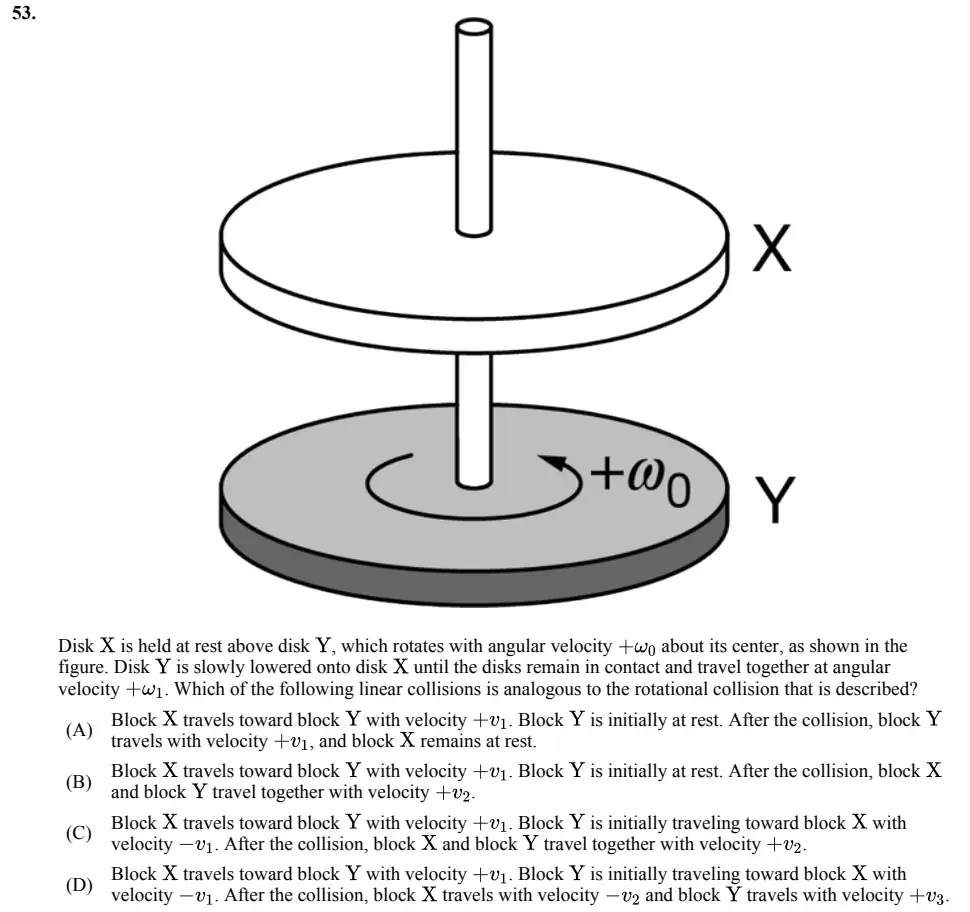 53.
X
+ω₀
Y
Disk X is held at rest above disk Y, which rotates with angular velocity +ω₀ about its center, as shown in the
figure. Disk Y is slowly lowered onto disk X until the disks remain in contact and travel together at angular
velocity +ω₁. Which of the following linear collisions is analogous to the rotational collision that is described?
(A) Block X travels toward block Y with velocity +v₁. Block Y is initially at rest. After the collision, block Y
travels with velocity +v₁, and block X remains at rest.
(B) Block X travels toward block Y with velocity +v₁. Block Y is initially at rest. After the collision, block X
and block Y travel together with velocity +v₂.
(C) Block X travels toward block Y with velocity +v₁. Block Y is initially traveling toward block X with
velocity −v₁. After the collision, block X and block Y travel together with velocity +v₂.
(D) Block X travels toward block Y with velocity +v₁. Block Y is initially traveling toward block X with
velocity −v₁. After the collision, block X travels with velocity −v₂ and block Y travels with velocity +v₃.